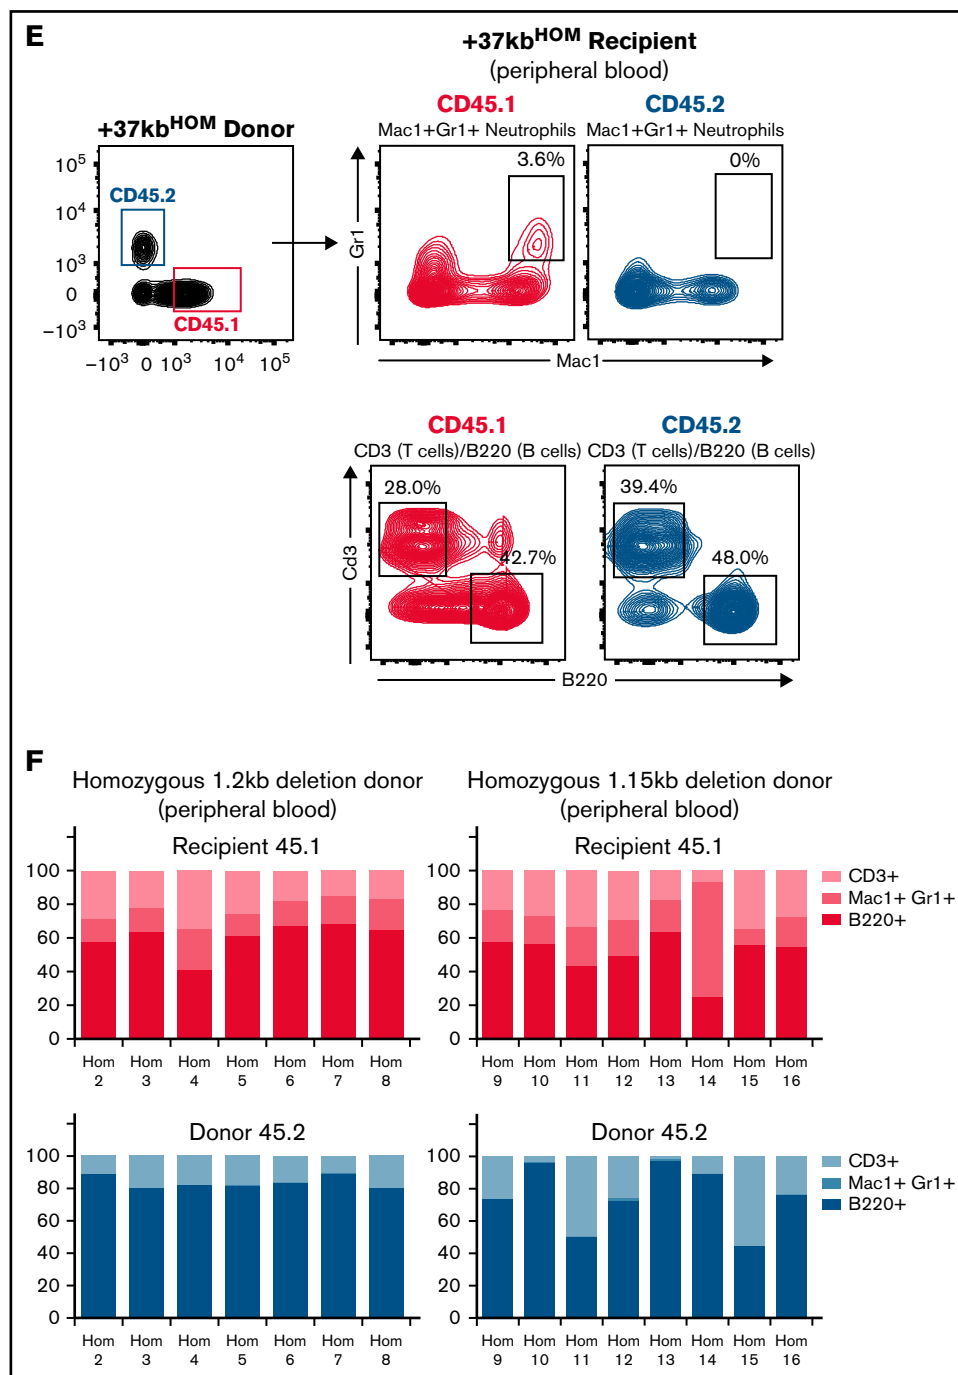 E
+37kbHOM Recipient
(peripheral blood)
+37kbHOM Donor
CD45.1
Mac1+Gr1+ Neutrophils
CD45.2
Mac1+Gr1+ Neutrophils
10^5
10^4
10^3
0
−10^3
CD45.2
CD45.1
−10^3 0 10^3 10^4 10^5
Gr1
3.6%
0%
Mac1
CD45.1
CD3 (T cells)/B220 (B cells)
CD45.2
CD3 (T cells)/B220 (B cells)
Cd3
28.0%
42.7%
39.4%
48.0%
B220
F
Homozygous 1.2kb deletion donor
(peripheral blood)
Homozygous 1.15kb deletion donor
(peripheral blood)
Recipient 45.1
100
80
60
40
20
0
Hom 2
Hom 3
Hom 4
Hom 5
Hom 6
Hom 7
Hom 8
Recipient 45.1
100
80
60
40
20
0
Hom 9
Hom 10
Hom 11
Hom 12
Hom 13
Hom 14
Hom 15
Hom 16
CD3+
Mac1+ Gr1+
B220+
Donor 45.2
100
80
60
40
20
0
Hom 2
Hom 3
Hom 4
Hom 5
Hom 6
Hom 7
Hom 8
Donor 45.2
100
80
60
40
20
0
Hom 9
Hom 10
Hom 11
Hom 12
Hom 13
Hom 14
Hom 15
Hom 16
CD3+
Mac1+ Gr1+
B220+